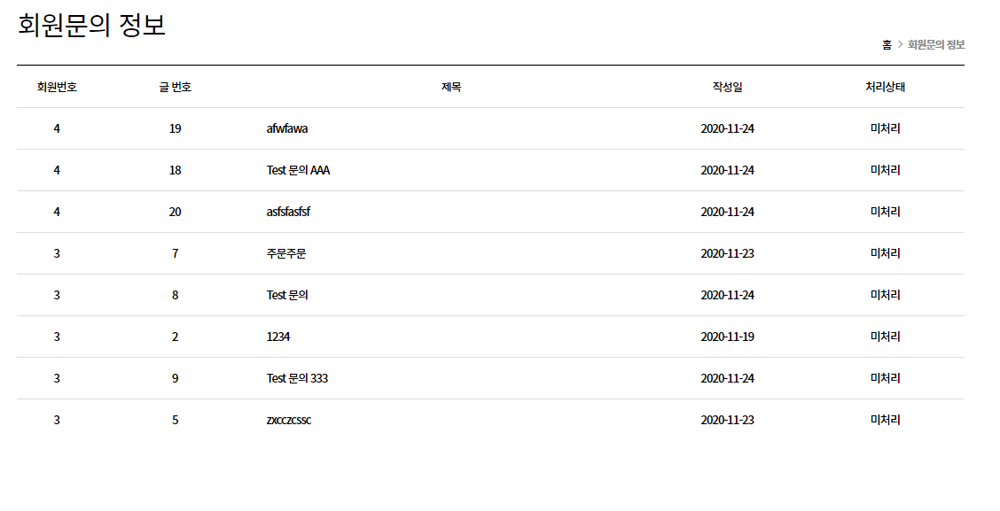 회원문의 정보
홈 > 회원문의 정보
회원번호 글 번호 제목 작성일 처리상태
4 19 afwfawa 2020-11-24 미처리
4 18 Test 문의 AAA 2020-11-24 미처리
4 20 asfsfasfsf 2020-11-24 미처리
3 7 주문주문 2020-11-23 미처리
3 8 Test 문의 2020-11-24 미처리
3 2 1234 2020-11-19 미처리
3 9 Test 문의 333 2020-11-24 미처리
3 5 zxcczcssc 2020-11-23 미처리